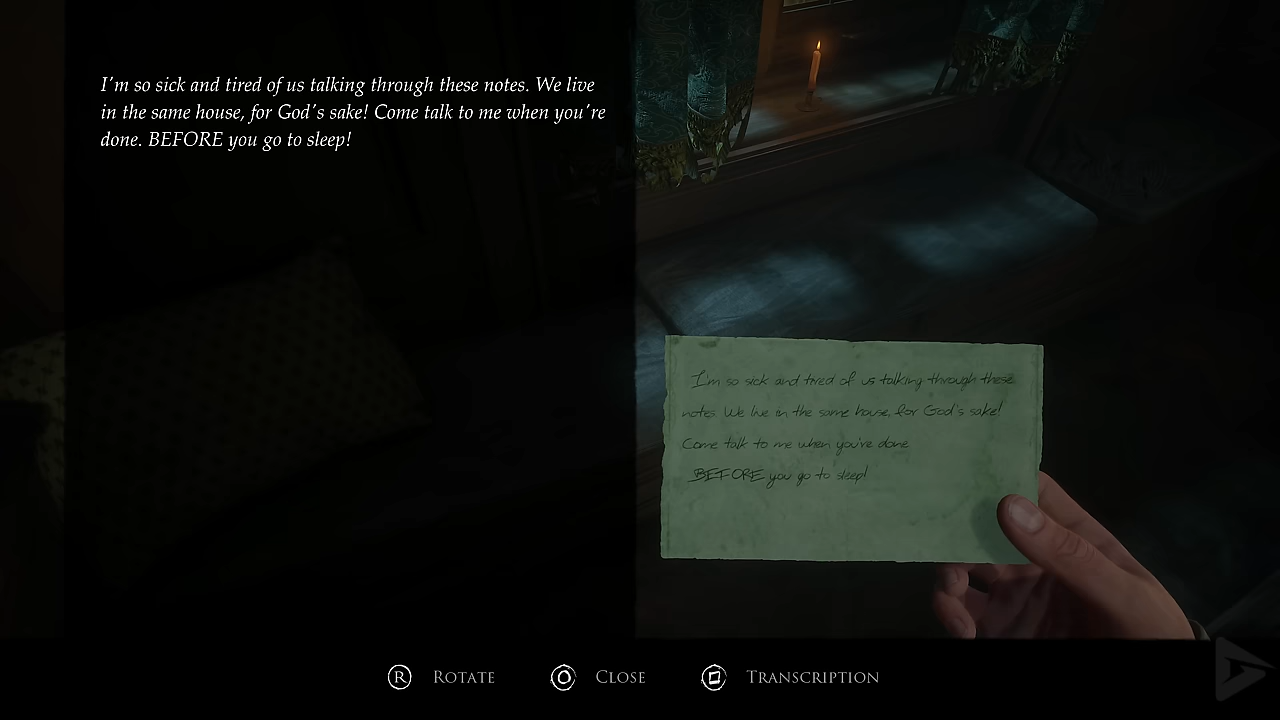 I'm so sick and tired of us talking through these notes. We live
in the same house, for God's sake! Come talk to me when you're
done. BEFORE you go to sleep!
I'm so sick and tired of us talking through these
notes. We live in the same house, for God's sake!
Come talk to me when you're done
BEFORE you go to sleep!
R ROTATE
CLOSE
TRANSCRIPTION